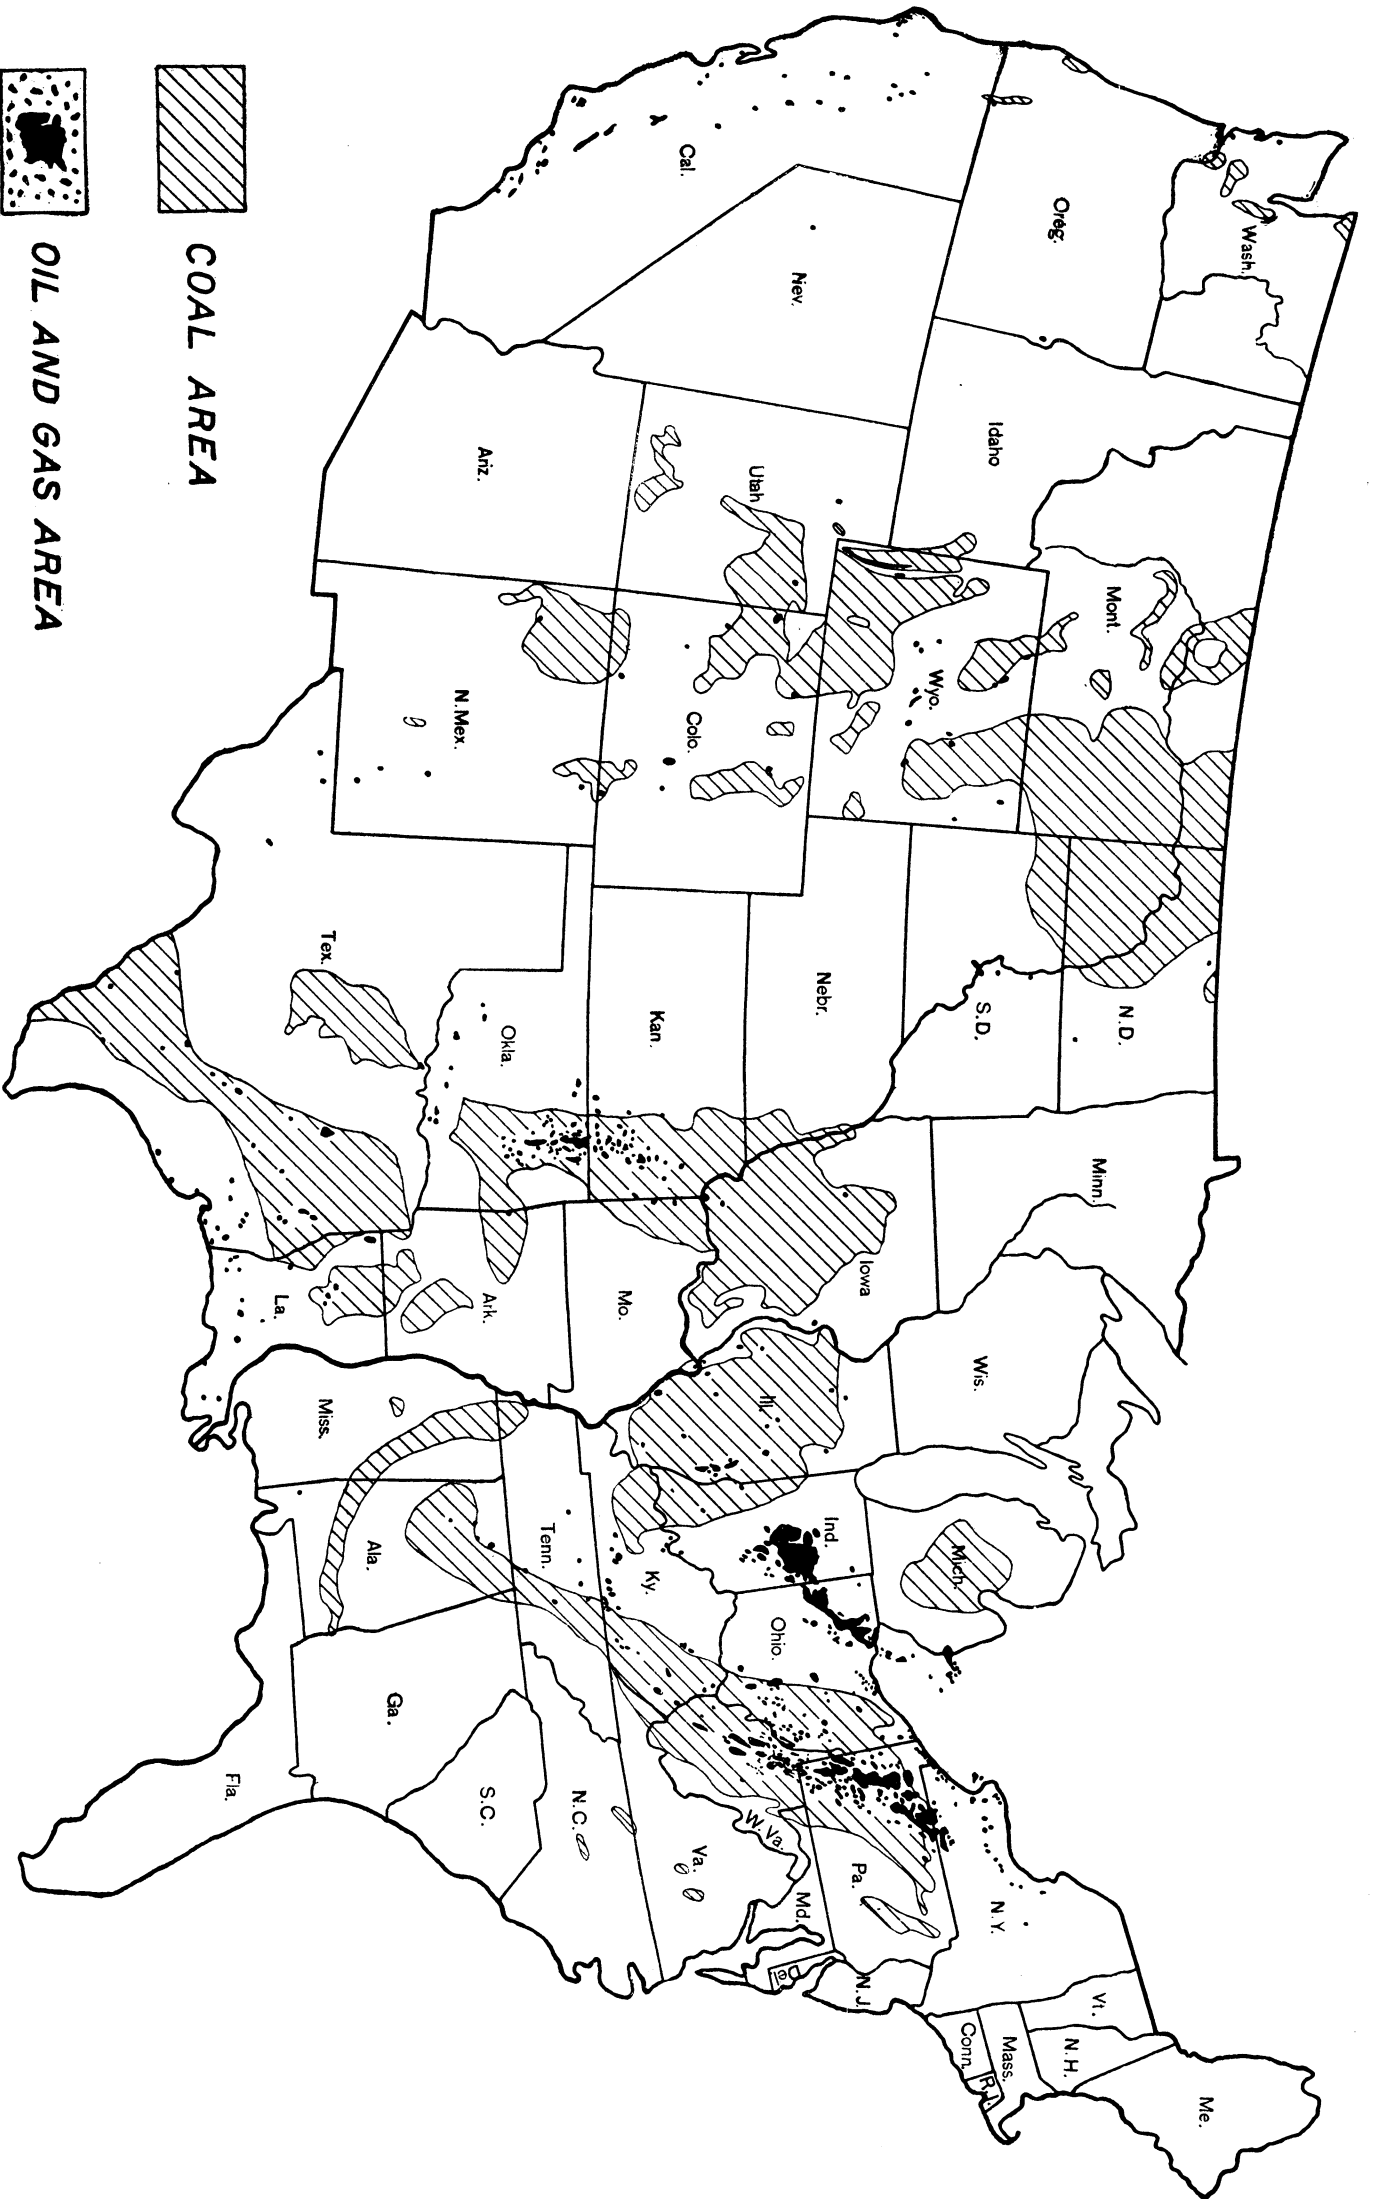 Wash.
Oreg.
Cal.
Nev.
Idaho
Mont.
Wyo.
Utah
Ariz.
Colo.
N.Mex.
N.D.
S.D.
Nebr.
Kan.
Okla.
Tex.
Minn.
Iowa
Mo.
Ark.
La.
Wis.
Ill.
Mich.
Ind.
Ohio.
Ky.
Tenn.
Miss.
Ala.
Ga.
Fla.
S.C.
N.C.
Va.
W.Va.
Md.
Del.
Pa.
N.J.
N.Y.
Conn.
R.I.
Mass.
Vt.
N.H.
Me.
COAL AREA
OIL AND GAS AREA